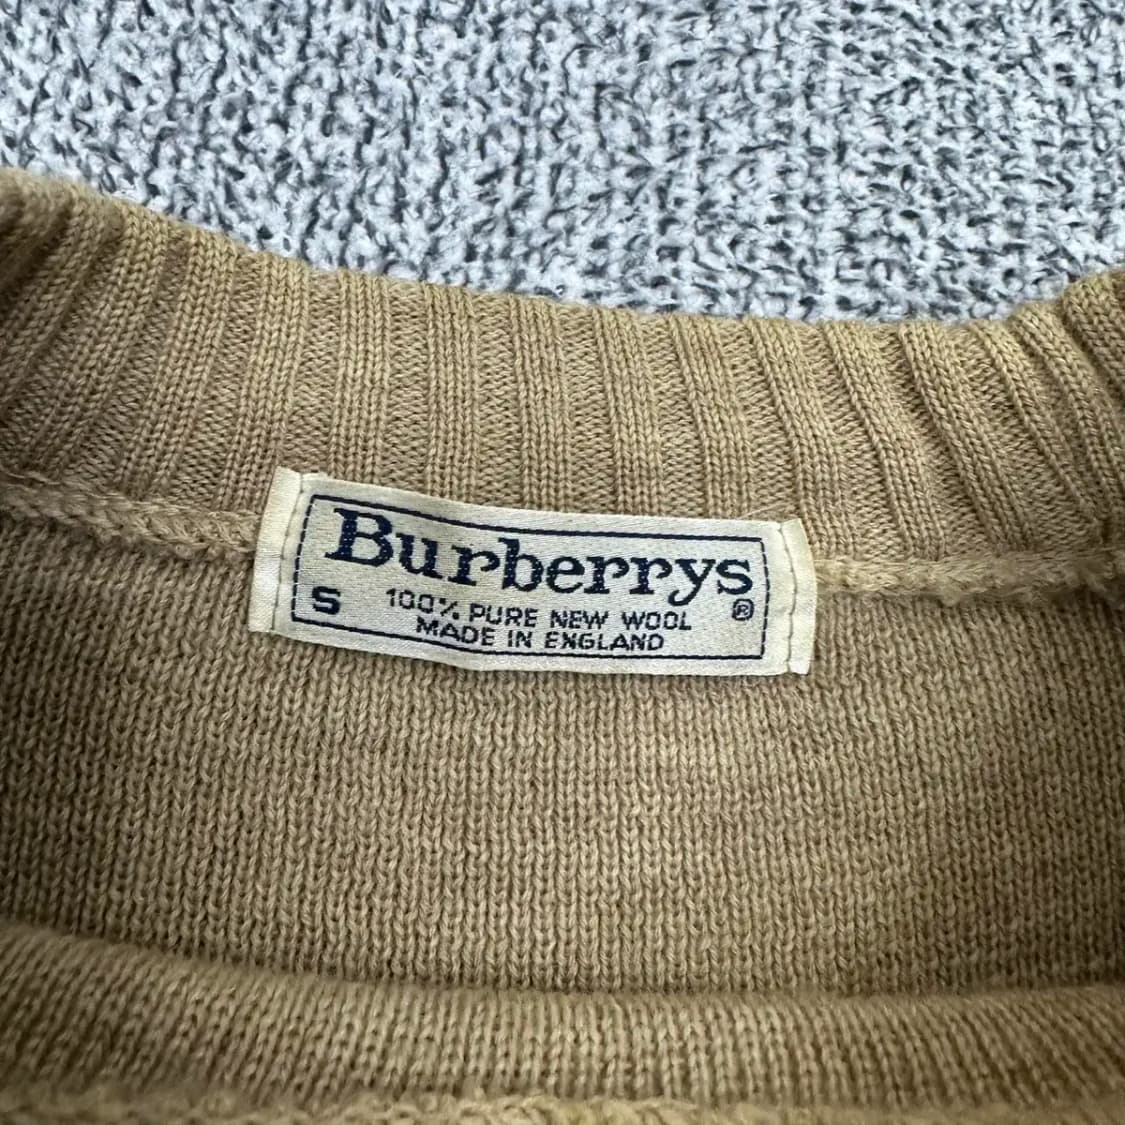 Burberrys
S 100% PURE NEW WOOL ®
MADE IN ENGLAND